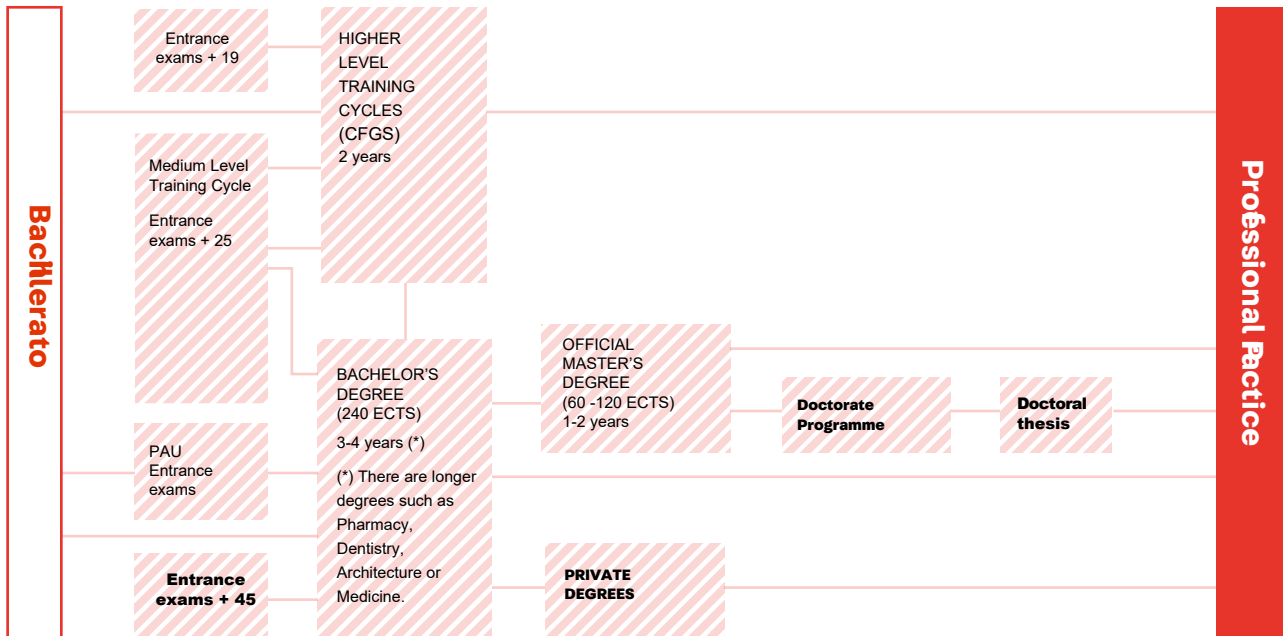 Bachillerato
Entrance
exams + 19
Medium Level
Training Cycle
Entrance
exams + 25
PAU
Entrance
exams
Entrance
exams + 45
HIGHER
LEVEL
TRAINING
CYCLES
(CFGS)
2 years
BACHELOR'S
DEGREE
(240 ECTS)
3-4 years (*)
(*) There are longer
degrees such as
Pharmacy,
Dentistry,
Architecture or
Medicine.
OFFICIAL
MASTER'S
DEGREE
(60 -120 ECTS)
1-2 years
PRIVATE
DEGREES
Doctorate
Programme
Doctoral
thesis
Professional Practice